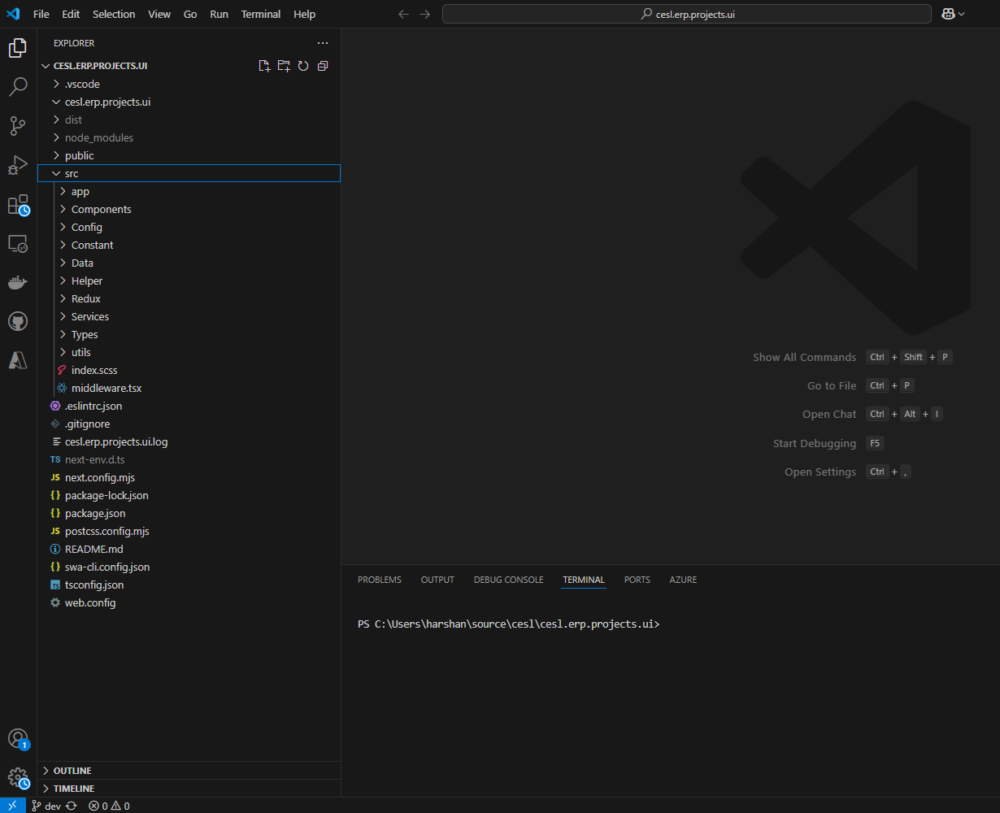 File Edit Selection View Go Run Terminal Help
cesl.erp.projects.ui
EXPLORER
CESL.ERP.PROJECTS.UI
.vscode
cesl.erp.projects.ui
dist
node_modules
public
src
app
Components
Config
Constant
Data
Helper
Redux
Services
Types
utils
index.scss
middleware.tsx
.eslintrc.json
.gitignore
cesl.erp.projects.ui.log
TS next-env.d.ts
JS next.config.mjs
{} package-lock.json
{} package.json
JS postcss.config.mjs
README.md
{} swa-cli.config.json
TS tsconfig.json
web.config
Show All Commands Ctrl + Shift + P
Go to File Ctrl + P
Open Chat Ctrl + Alt + I
Start Debugging F5
Open Settings Ctrl + ,
PROBLEMS OUTPUT DEBUG CONSOLE TERMINAL PORTS AZURE
PS C:\Users\harshan\source\cesl\cesl.erp.projects.ui>
1
OUTLINE
TIMELINE
dev 0 0